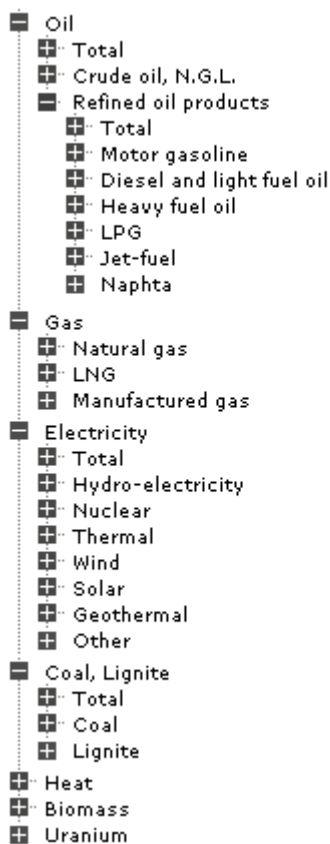 Oil
Total
Crude oil, N.G.L.
Refined oil products
Total
Motor gasoline
Diesel and light fuel oil
Heavy fuel oil
LPG
Jet-fuel
Naphta
Gas
Natural gas
LNG
Manufactured gas
Electricity
Total
Hydro-electricity
Nuclear
Thermal
Wind
Solar
Geothermal
Other
Coal, Lignite
Total
Coal
Lignite
Heat
Biomass
Uranium